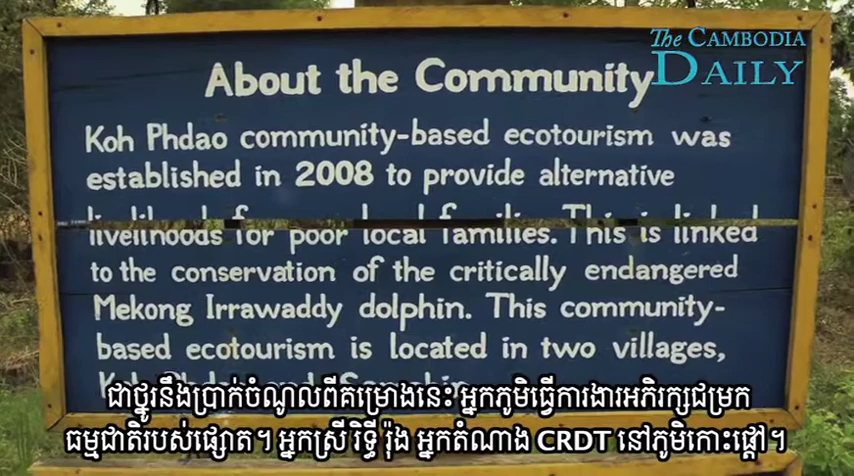 The CAMBODIA
DAILY
About the Community
Koh Phdao community-based ecotourism was
established in 2008 to provide alternative
livelihoods for poor local families. This is linked
to the conservation of the critically endangered
Mekong Irrawaddy dolphin. This community-
based ecotourism is located in two villages,
ជាថ្នូរនឹងប្រាក់ចំណូលពីគម្រោងនេះ អ្នកភូមិធ្វើការងារអភិរក្សជម្រក
ធម្មជាតិរបស់ផ្សោត។ អ្នកស្រី រិទ្ធី រ៉ុង អ្នកតំណាង CRDT នៅភូមិកោះផ្ដៅ។